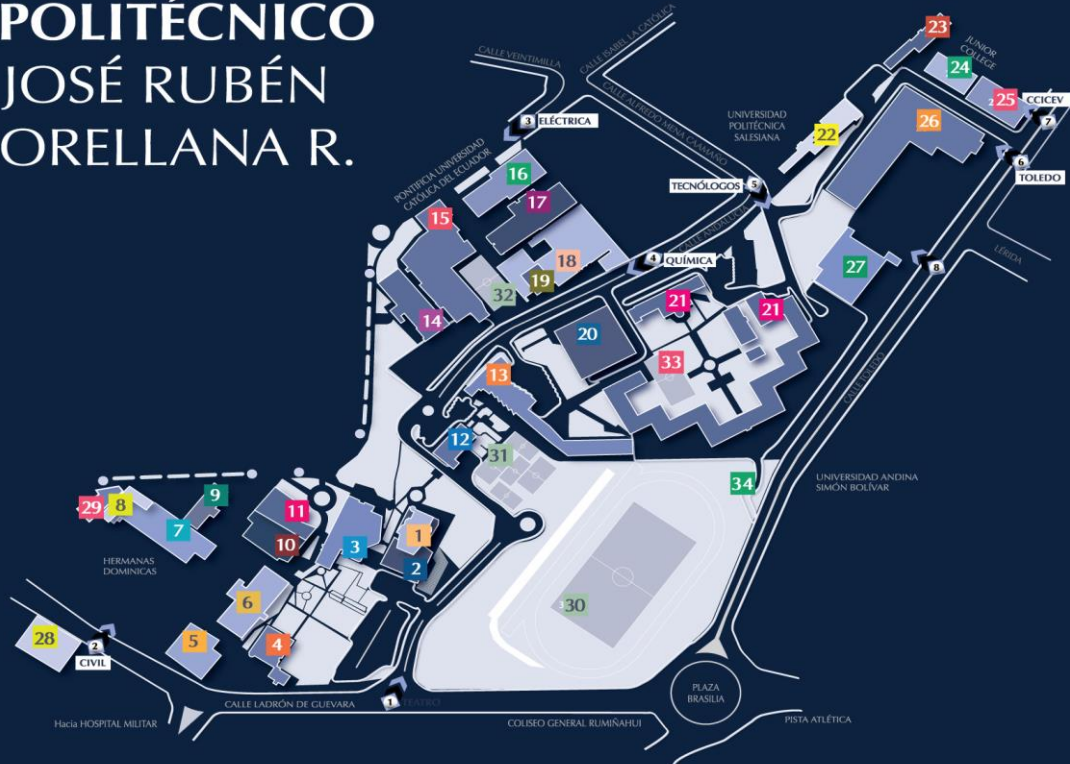 POLITÉCNICO
JOSÉ RUBÉN
ORELLANA R.
CALLE VEINTIMILLA
CALLE ISABEL LA CATÓLICA
CALLE ALFREDO MENA CAAMAÑO
3 ELÉCTRICA
PONTIFICIA UNIVERSIDAD
CATÓLICA DEL ECUADOR
UNIVERSIDAD
POLITÉCNICA
SALESIANA
JUNIOR
COLLEGE
23
24
25
CCICEV
7
26
22
6
TOLEDO
TECNÓLOGOS
5
CALLE ANDALUCÍA
4
QUÍMICA
LÉRIDA
8
27
16
17
15
18
19
32
14
21
21
20
33
13
12
31
CALLE TOLEDO
UNIVERSIDAD ANDINA
SIMÓN BOLÍVAR
34
29
8
9
7
11
10
3
1
2
HERMANAS
DOMINICAS
6
5
4
28
2
CIVIL
30
1 TEATRO
CALLE LADRÓN DE GUEVARA
Hacia HOSPITAL MILITAR
COLISEO GENERAL RUMIÑAHUI
PLAZA
BRASILIA
PISTA ATLÉTICA